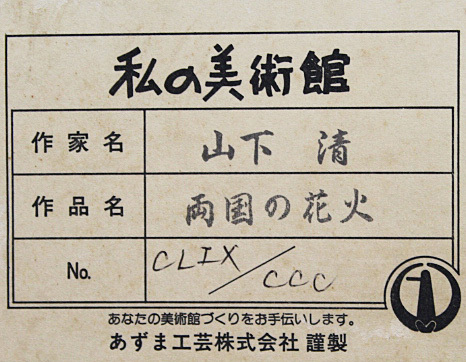 私の美術館
作家名 山下 清
作品名 両国の花火
No. CLIX/CCC
あなたの美術館づくりをお手伝いします。
あずま工芸株式会社 謹製